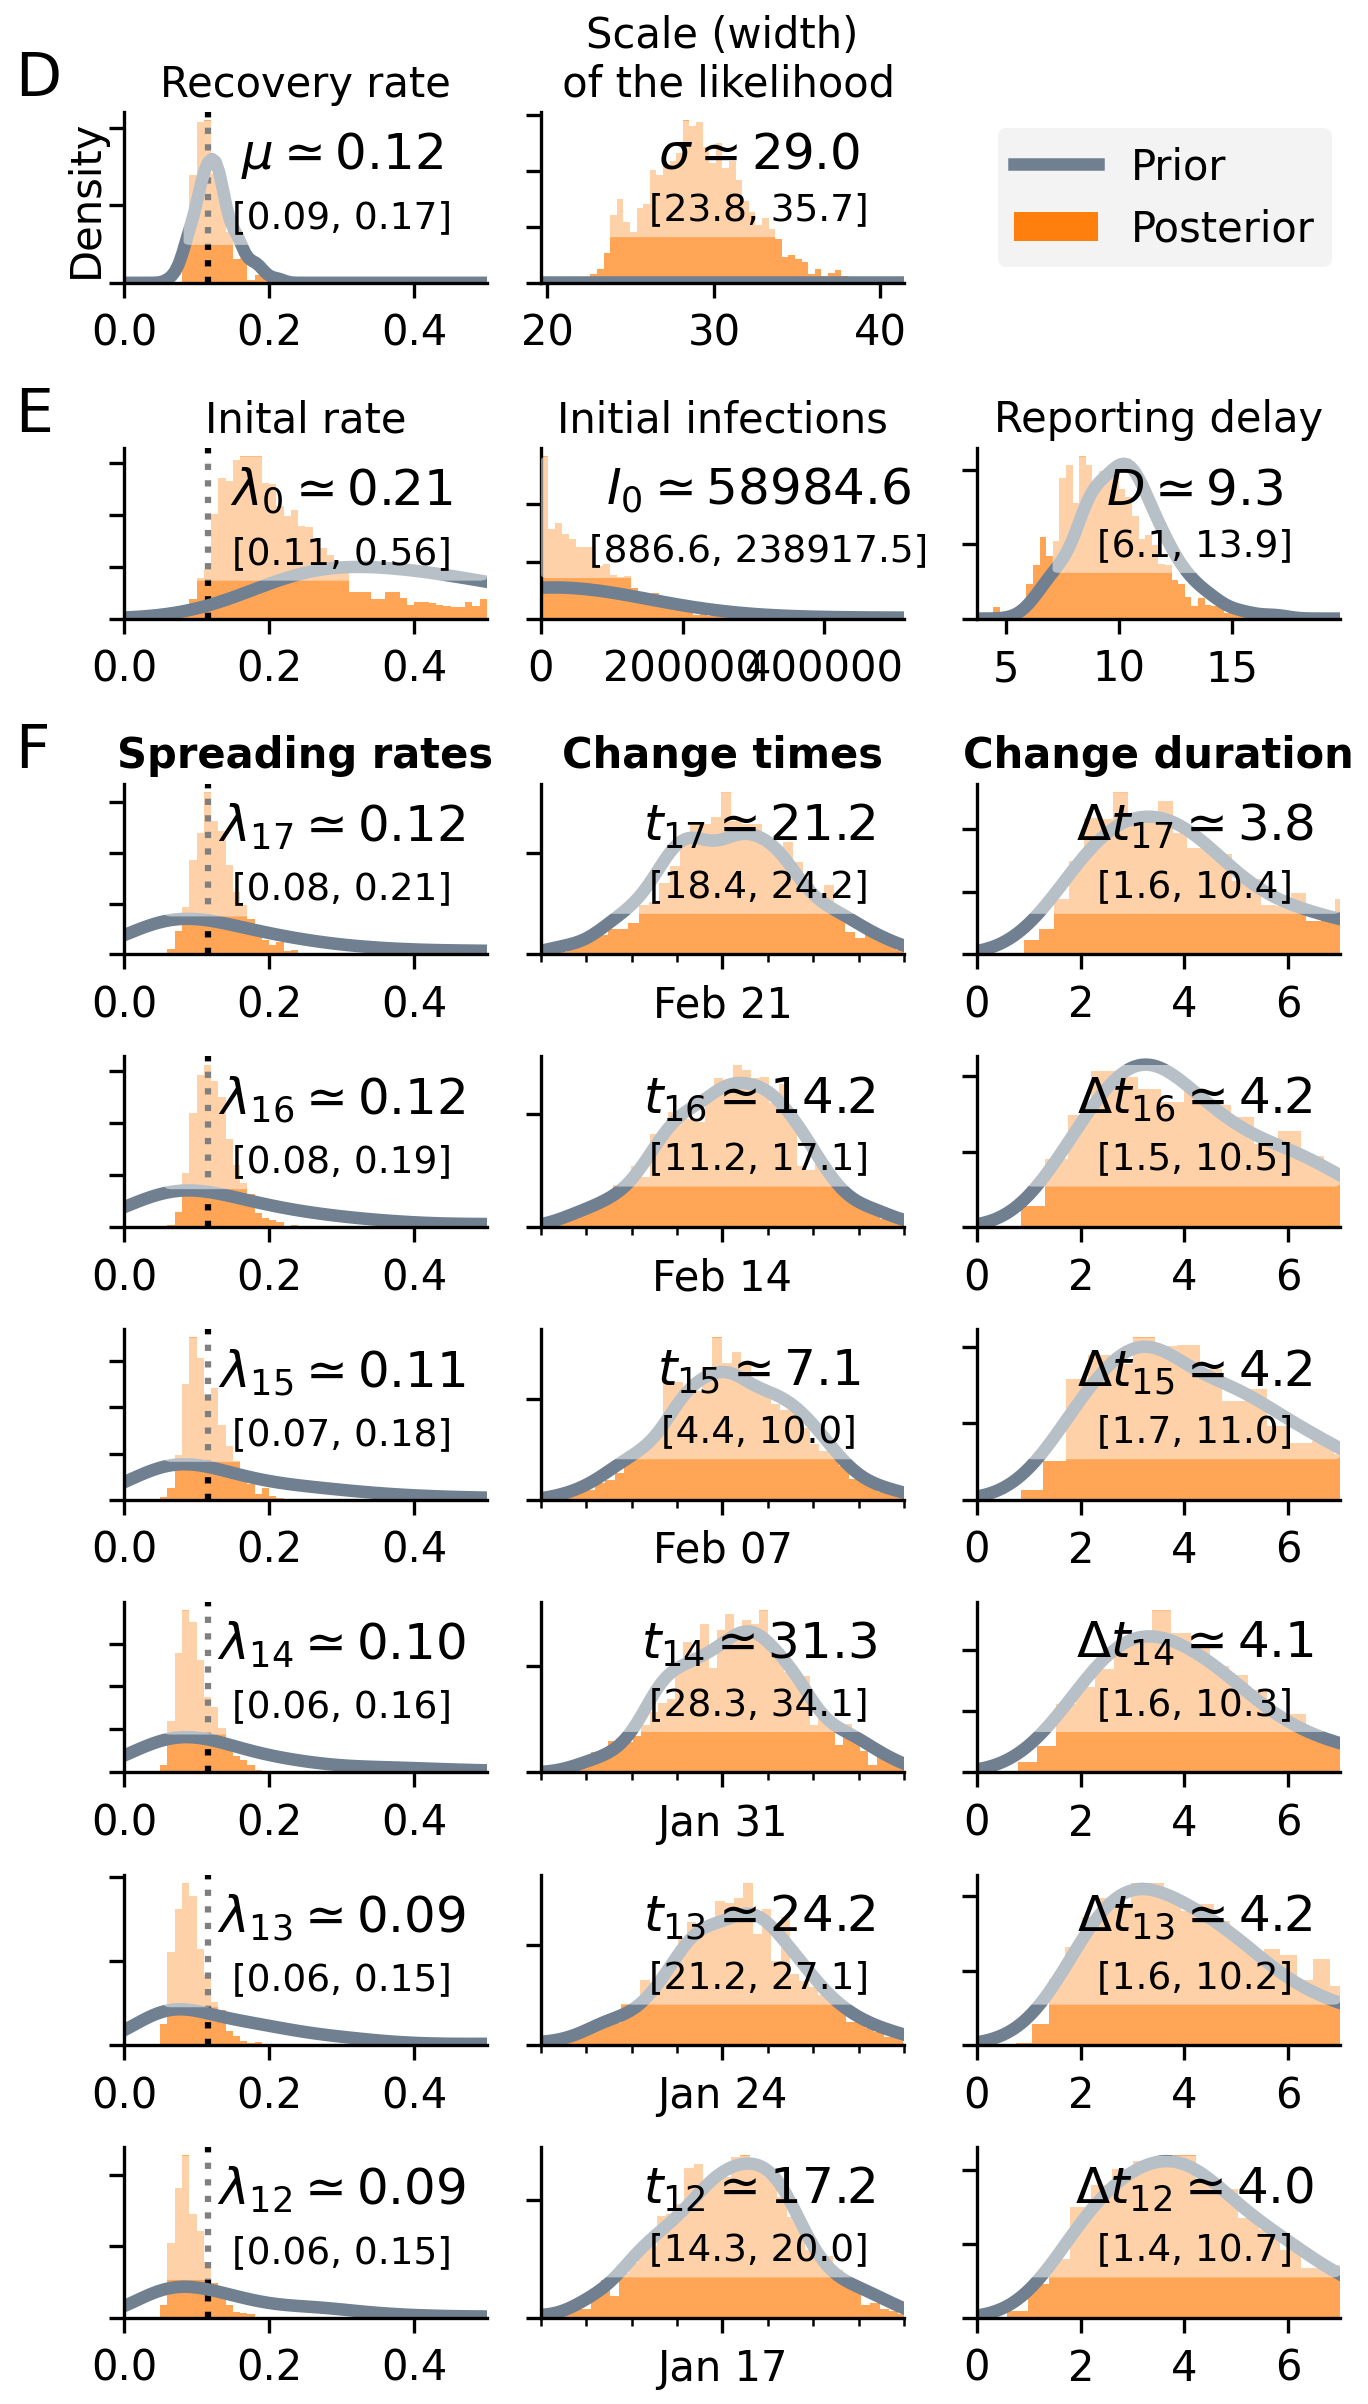 D
Recovery rate
Scale (width)
of the likelihood
Density
μ ≃ 0.12
[0.09, 0.17]
σ ≃ 29.0
[23.8, 35.7]
Prior
Posterior
0.0 0.2 0.4
20 30 40
E
Inital rate
Initial infections
Reporting delay
λ₀ ≃ 0.21
[0.11, 0.56]
I₀ ≃ 58984.6
[886.6, 238917.5]
D ≃ 9.3
[6.1, 13.9]
0.0 0.2 0.4
0 200000 400000
5 10 15
F
Spreading rates
Change times
Change duration
λ₁₇ ≃ 0.12
[0.08, 0.21]
t₁₇ ≃ 21.2
[18.4, 24.2]
Δt₁₇ ≃ 3.8
[1.6, 10.4]
0.0 0.2 0.4
Feb 21
0 2 4 6
λ₁₆ ≃ 0.12
[0.08, 0.19]
t₁₆ ≃ 14.2
[11.2, 17.1]
Δt₁₆ ≃ 4.2
[1.5, 10.5]
0.0 0.2 0.4
Feb 14
0 2 4 6
λ₁₅ ≃ 0.11
[0.07, 0.18]
t₁₅ ≃ 7.1
[4.4, 10.0]
Δt₁₅ ≃ 4.2
[1.7, 11.0]
0.0 0.2 0.4
Feb 07
0 2 4 6
λ₁₄ ≃ 0.10
[0.06, 0.16]
t₁₄ ≃ 31.3
[28.3, 34.1]
Δt₁₄ ≃ 4.1
[1.6, 10.3]
0.0 0.2 0.4
Jan 31
0 2 4 6
λ₁₃ ≃ 0.09
[0.06, 0.15]
t₁₃ ≃ 24.2
[21.2, 27.1]
Δt₁₃ ≃ 4.2
[1.6, 10.2]
0.0 0.2 0.4
Jan 24
0 2 4 6
λ₁₂ ≃ 0.09
[0.06, 0.15]
t₁₂ ≃ 17.2
[14.3, 20.0]
Δt₁₂ ≃ 4.0
[1.4, 10.7]
0.0 0.2 0.4
Jan 17
0 2 4 6